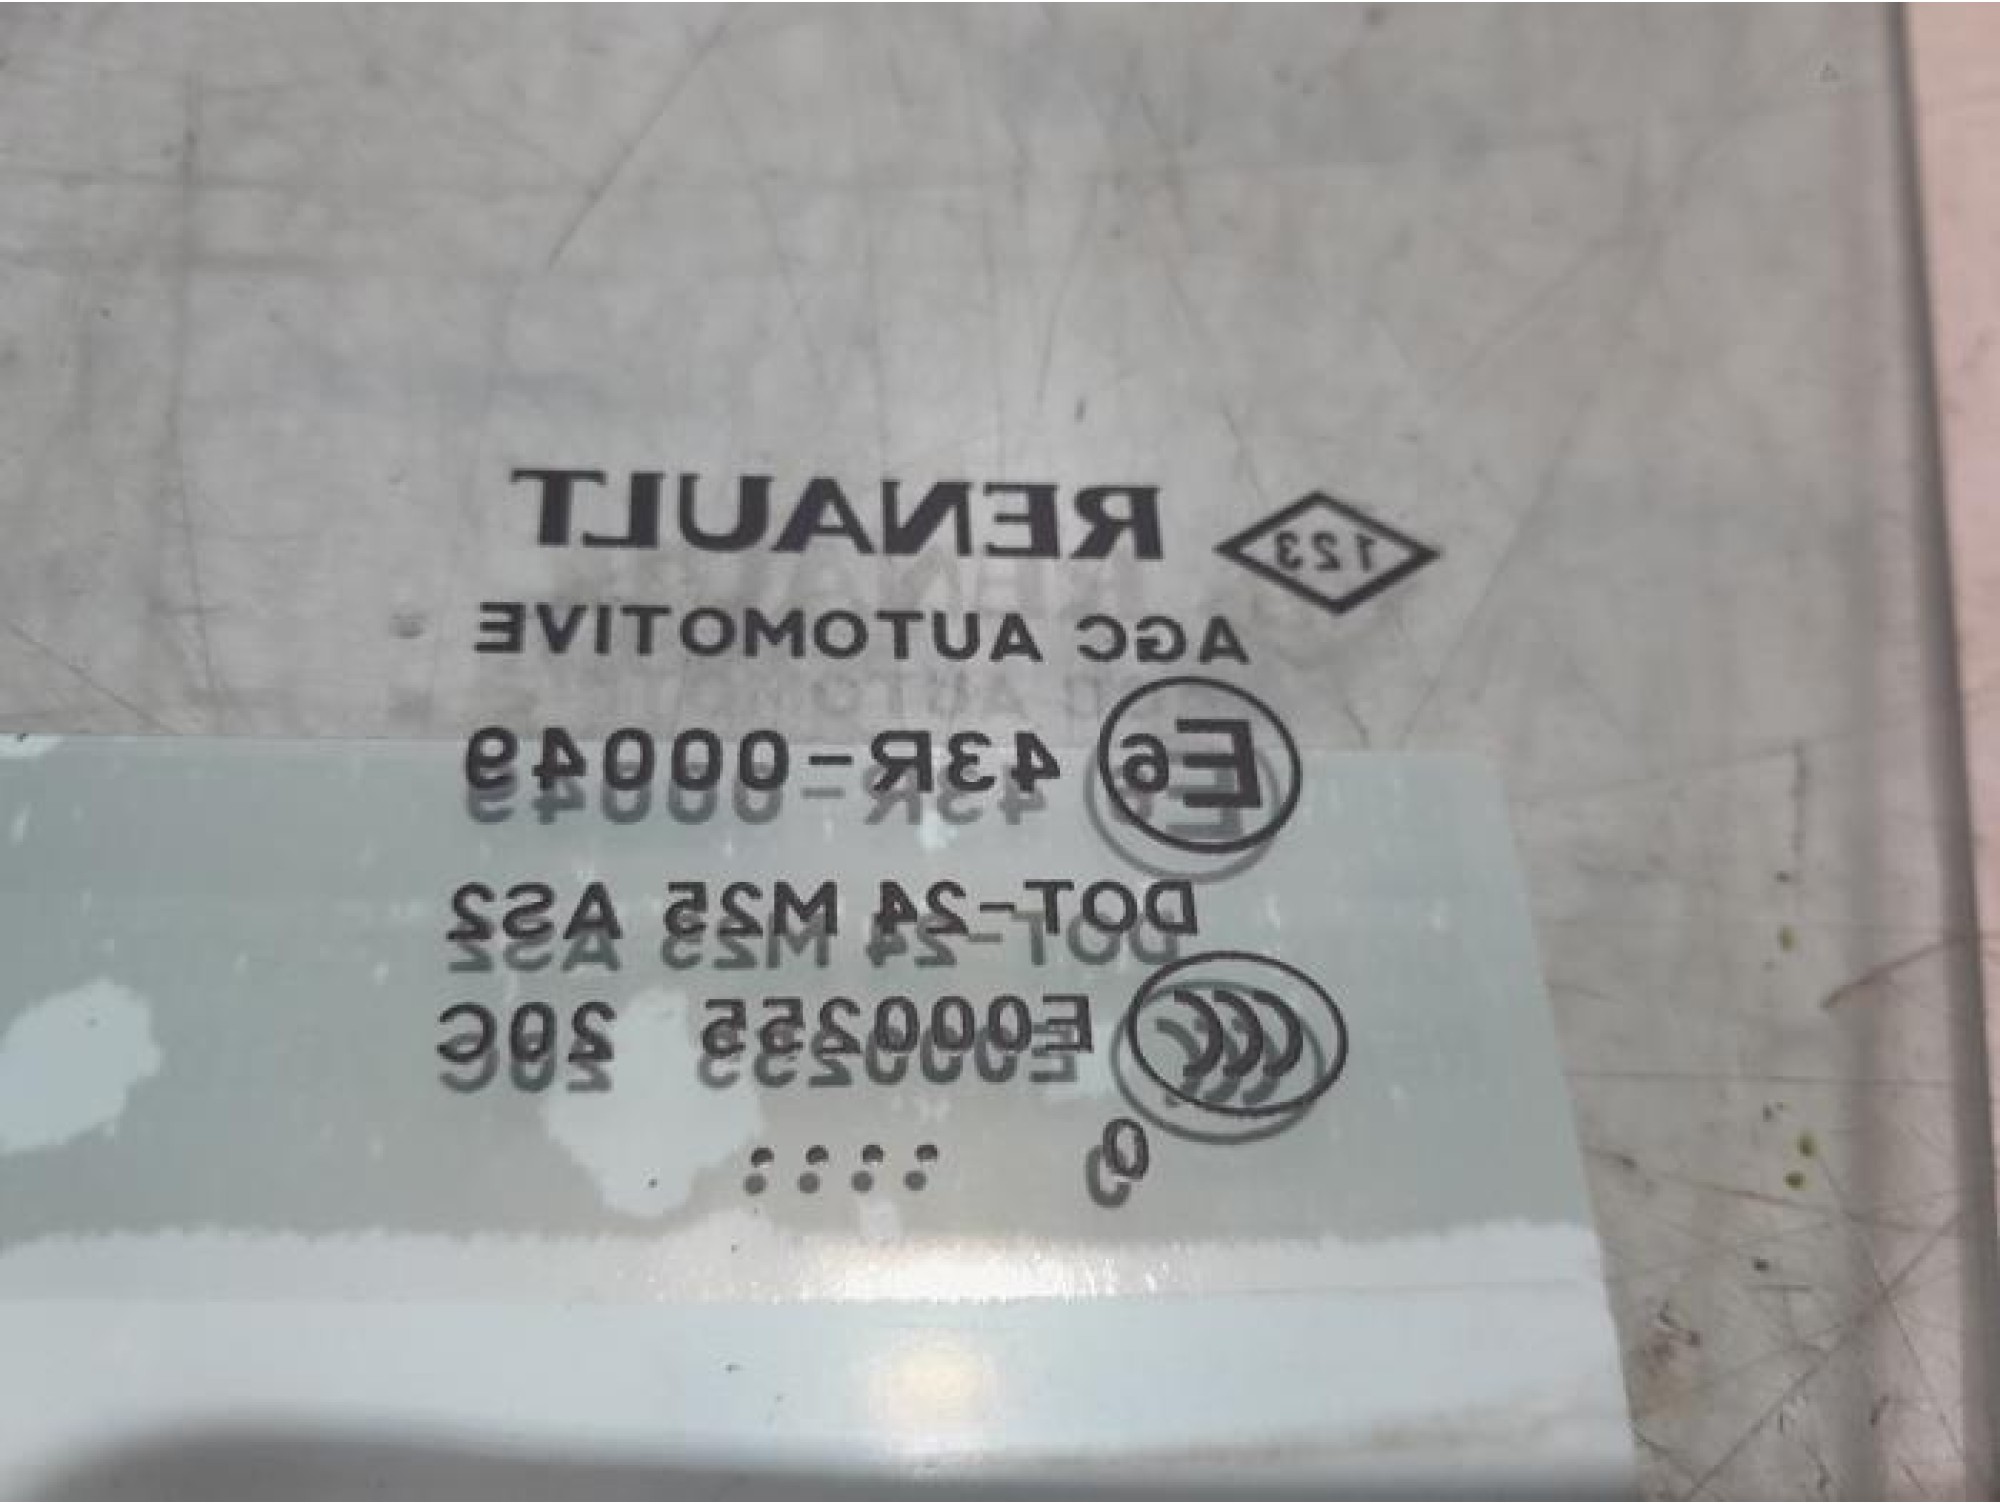 123 RENAULT
AGC AUTOMOTIVE
E6 43R-00049
DOT-24 M25 AS2
CCC E000255 20C
0 ....